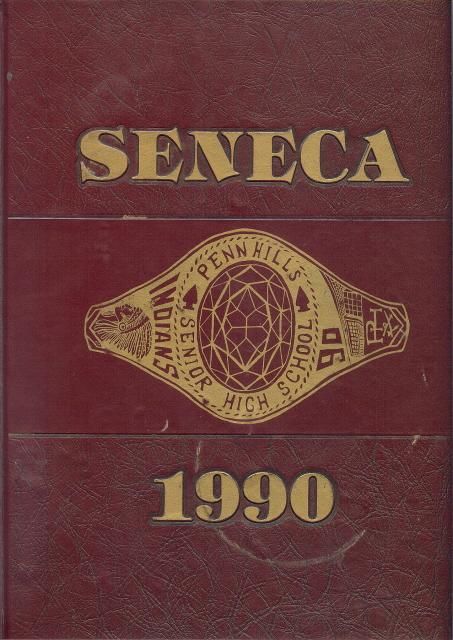 SENECA
PENN HILLS
INDIANS
SENIOR HIGH SCHOOL
90
1990